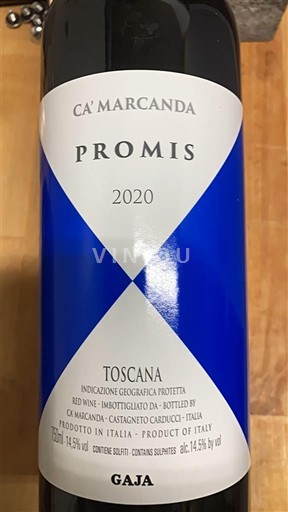 CA' MARCANDA
PROMIS
2020
TOSCANA
INDICAZIONE GEOGRAFICA PROTETTA
RED WINE - IMBOTTIGLIATO DA - BOTTLED BY
CA' MARCANDA - CASTAGNETO CARDUCCI - ITALIA
PRODOTTO IN ITALIA - PRODUCT OF ITALY
750ml - 14,5% vol CONTIENE SOLFITI - CONTAINS SULPHITES alc. 14.5% by vol
GAJA